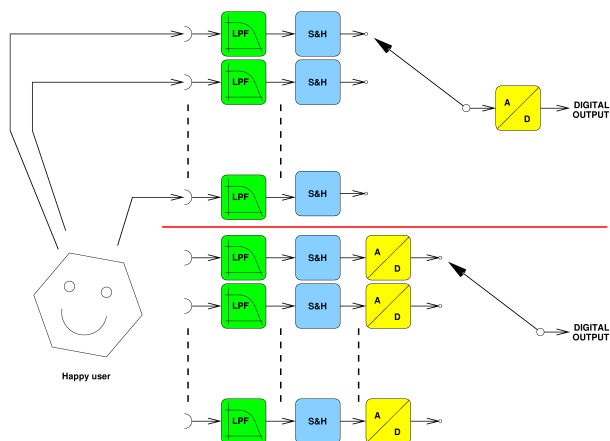 LPF
S&H
LPF
S&H
A
D
DIGITAL
OUTPUT
LPF
S&H
LPF
S&H
A
D
LPF
S&H
A
D
DIGITAL
OUTPUT
Happy user
LPF
S&H
A
D